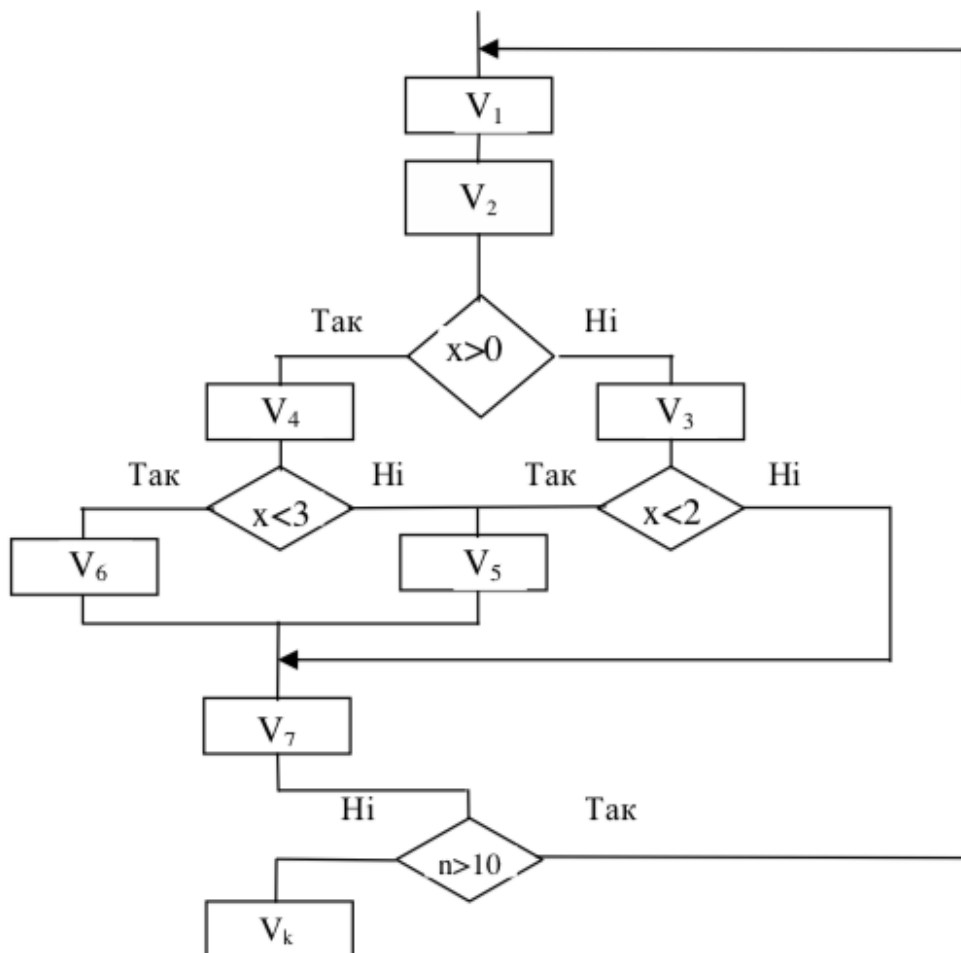 V₁
V₂
Так
Ні
x>0
V₄
V₃
Так
Ні
Так
Ні
x<3
x<2
V₆
V₅
V₇
Ні
Так
n>10
Vₖ